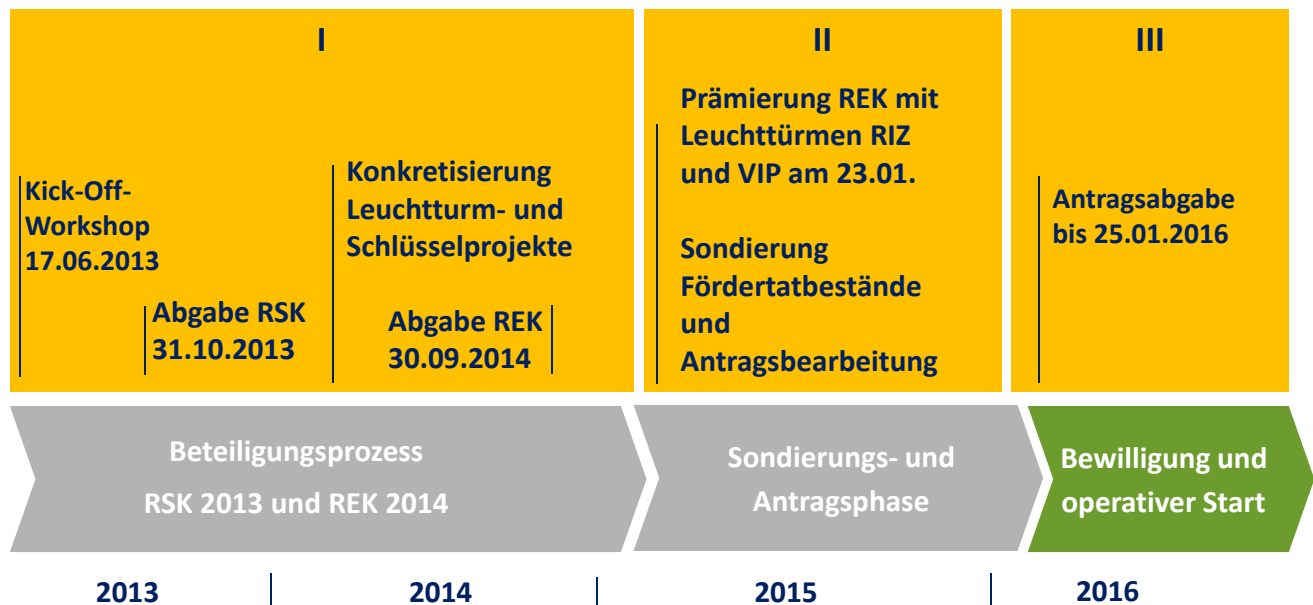 I
Kick-Off-
Workshop
17.06.2013
Abgabe RSK
31.10.2013
Konkretisierung
Leuchtturm- und
Schlüsselprojekte
Abgabe REK
30.09.2014
II
Prämierung REK mit
Leuchttürmen RIZ
und VIP am 23.01.
Sondierung
Fördertatbestände
und
Antragsbearbeitung
III
Antragsabgabe
bis 25.01.2016
Beteiligungsprozess
RSK 2013 und REK 2014
Sondierungs- und
Antragsphase
Bewilligung und
operativer Start
2013
2014
2015
2016